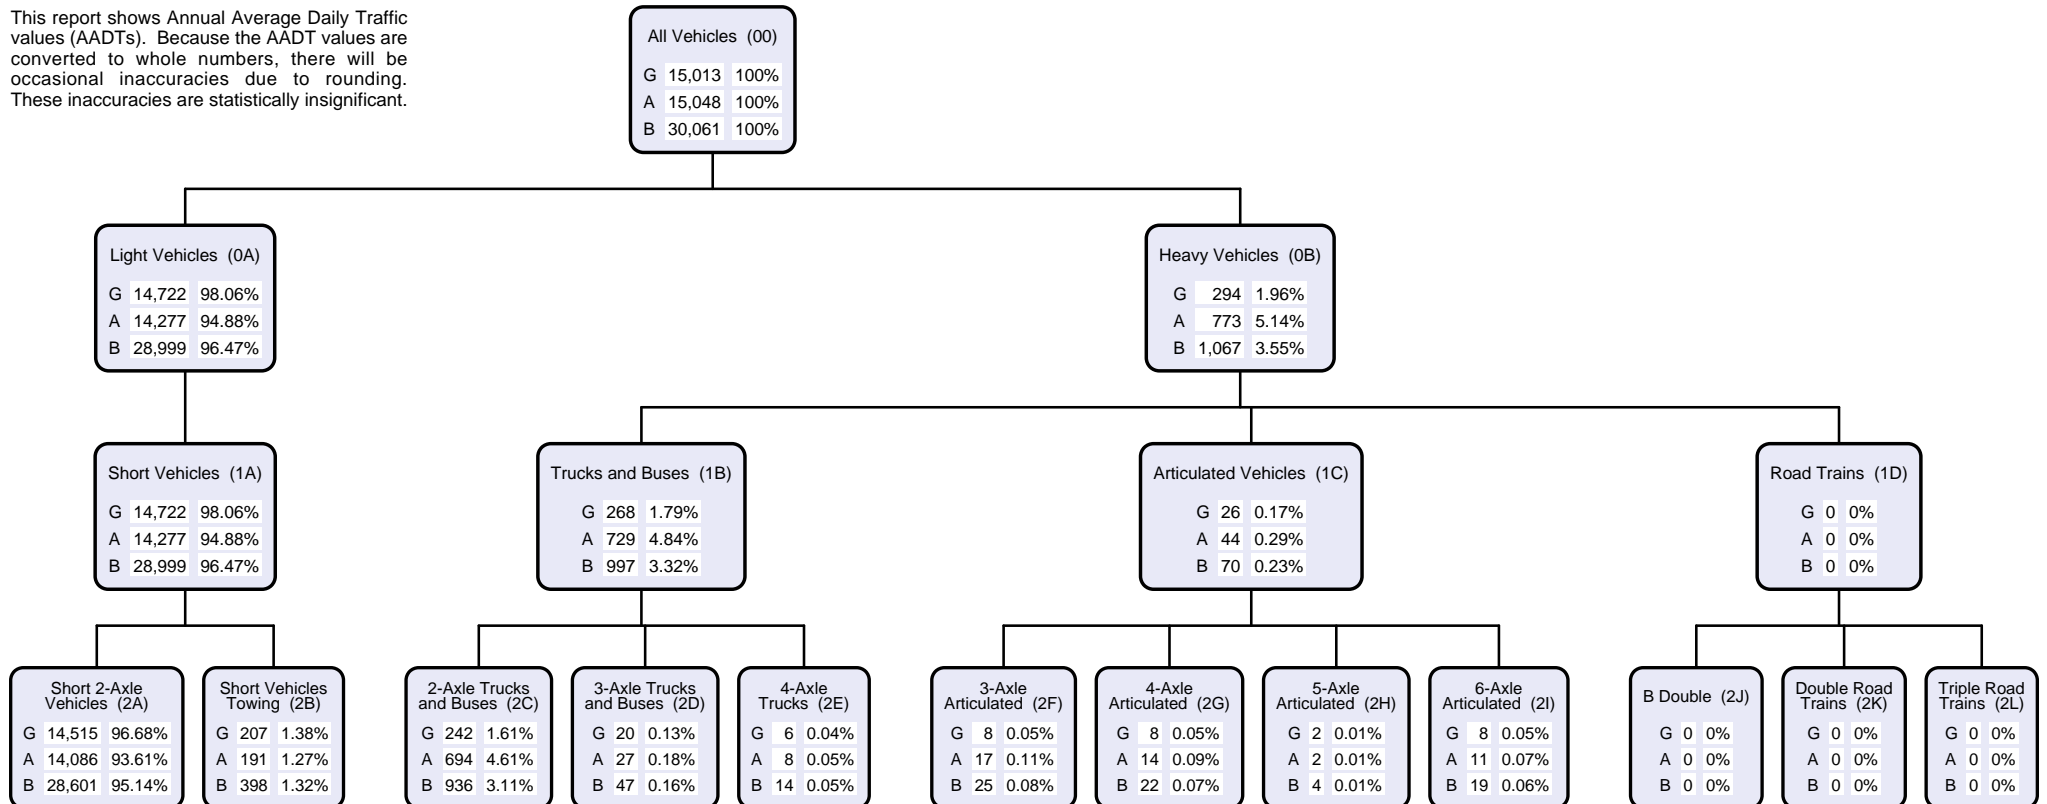 This report shows Annual Average Daily Traffic
values (AADTs). Because the AADT values are
converted to whole numbers, there will be
occasional inaccuracies due to rounding.
These inaccuracies are statistically insignificant.
All Vehicles (00)
G 15,013 100%
A 15,048 100%
B 30,061 100%
Light Vehicles (0A)
G 14,722 98.06%
A 14,277 94.88%
B 28,999 96.47%
Heavy Vehicles (0B)
G 294 1.96%
A 773 5.14%
B 1,067 3.55%
Short Vehicles (1A)
G 14,722 98.06%
A 14,277 94.88%
B 28,999 96.47%
Trucks and Buses (1B)
G 268 1.79%
A 729 4.84%
B 997 3.32%
Articulated Vehicles (1C)
G 26 0.17%
A 44 0.29%
B 70 0.23%
Road Trains (1D)
G 0 0%
A 0 0%
B 0 0%
Short 2-Axle
Vehicles (2A)
G 14,515 96.68%
A 14,086 93.61%
B 28,601 95.14%
Short Vehicles
Towing (2B)
G 207 1.38%
A 191 1.27%
B 398 1.32%
2-Axle Trucks
and Buses (2C)
G 242 1.61%
A 694 4.61%
B 936 3.11%
3-Axle Trucks
and Buses (2D)
G 20 0.13%
A 27 0.18%
B 47 0.16%
4-Axle
Trucks (2E)
G 6 0.04%
A 8 0.05%
B 14 0.05%
3-Axle
Articulated (2F)
G 8 0.05%
A 17 0.11%
B 25 0.08%
4-Axle
Articulated (2G)
G 8 0.05%
A 14 0.09%
B 22 0.07%
5-Axle
Articulated (2H)
G 2 0.01%
A 2 0.01%
B 4 0.01%
6-Axle
Articulated (2I)
G 8 0.05%
A 11 0.07%
B 19 0.06%
B Double (2J)
G 0 0%
A 0 0%
B 0 0%
Double Road
Trains (2K)
G 0 0%
A 0 0%
B 0 0%
Triple Road
Trains (2L)
G 0 0%
A 0 0%
B 0 0%